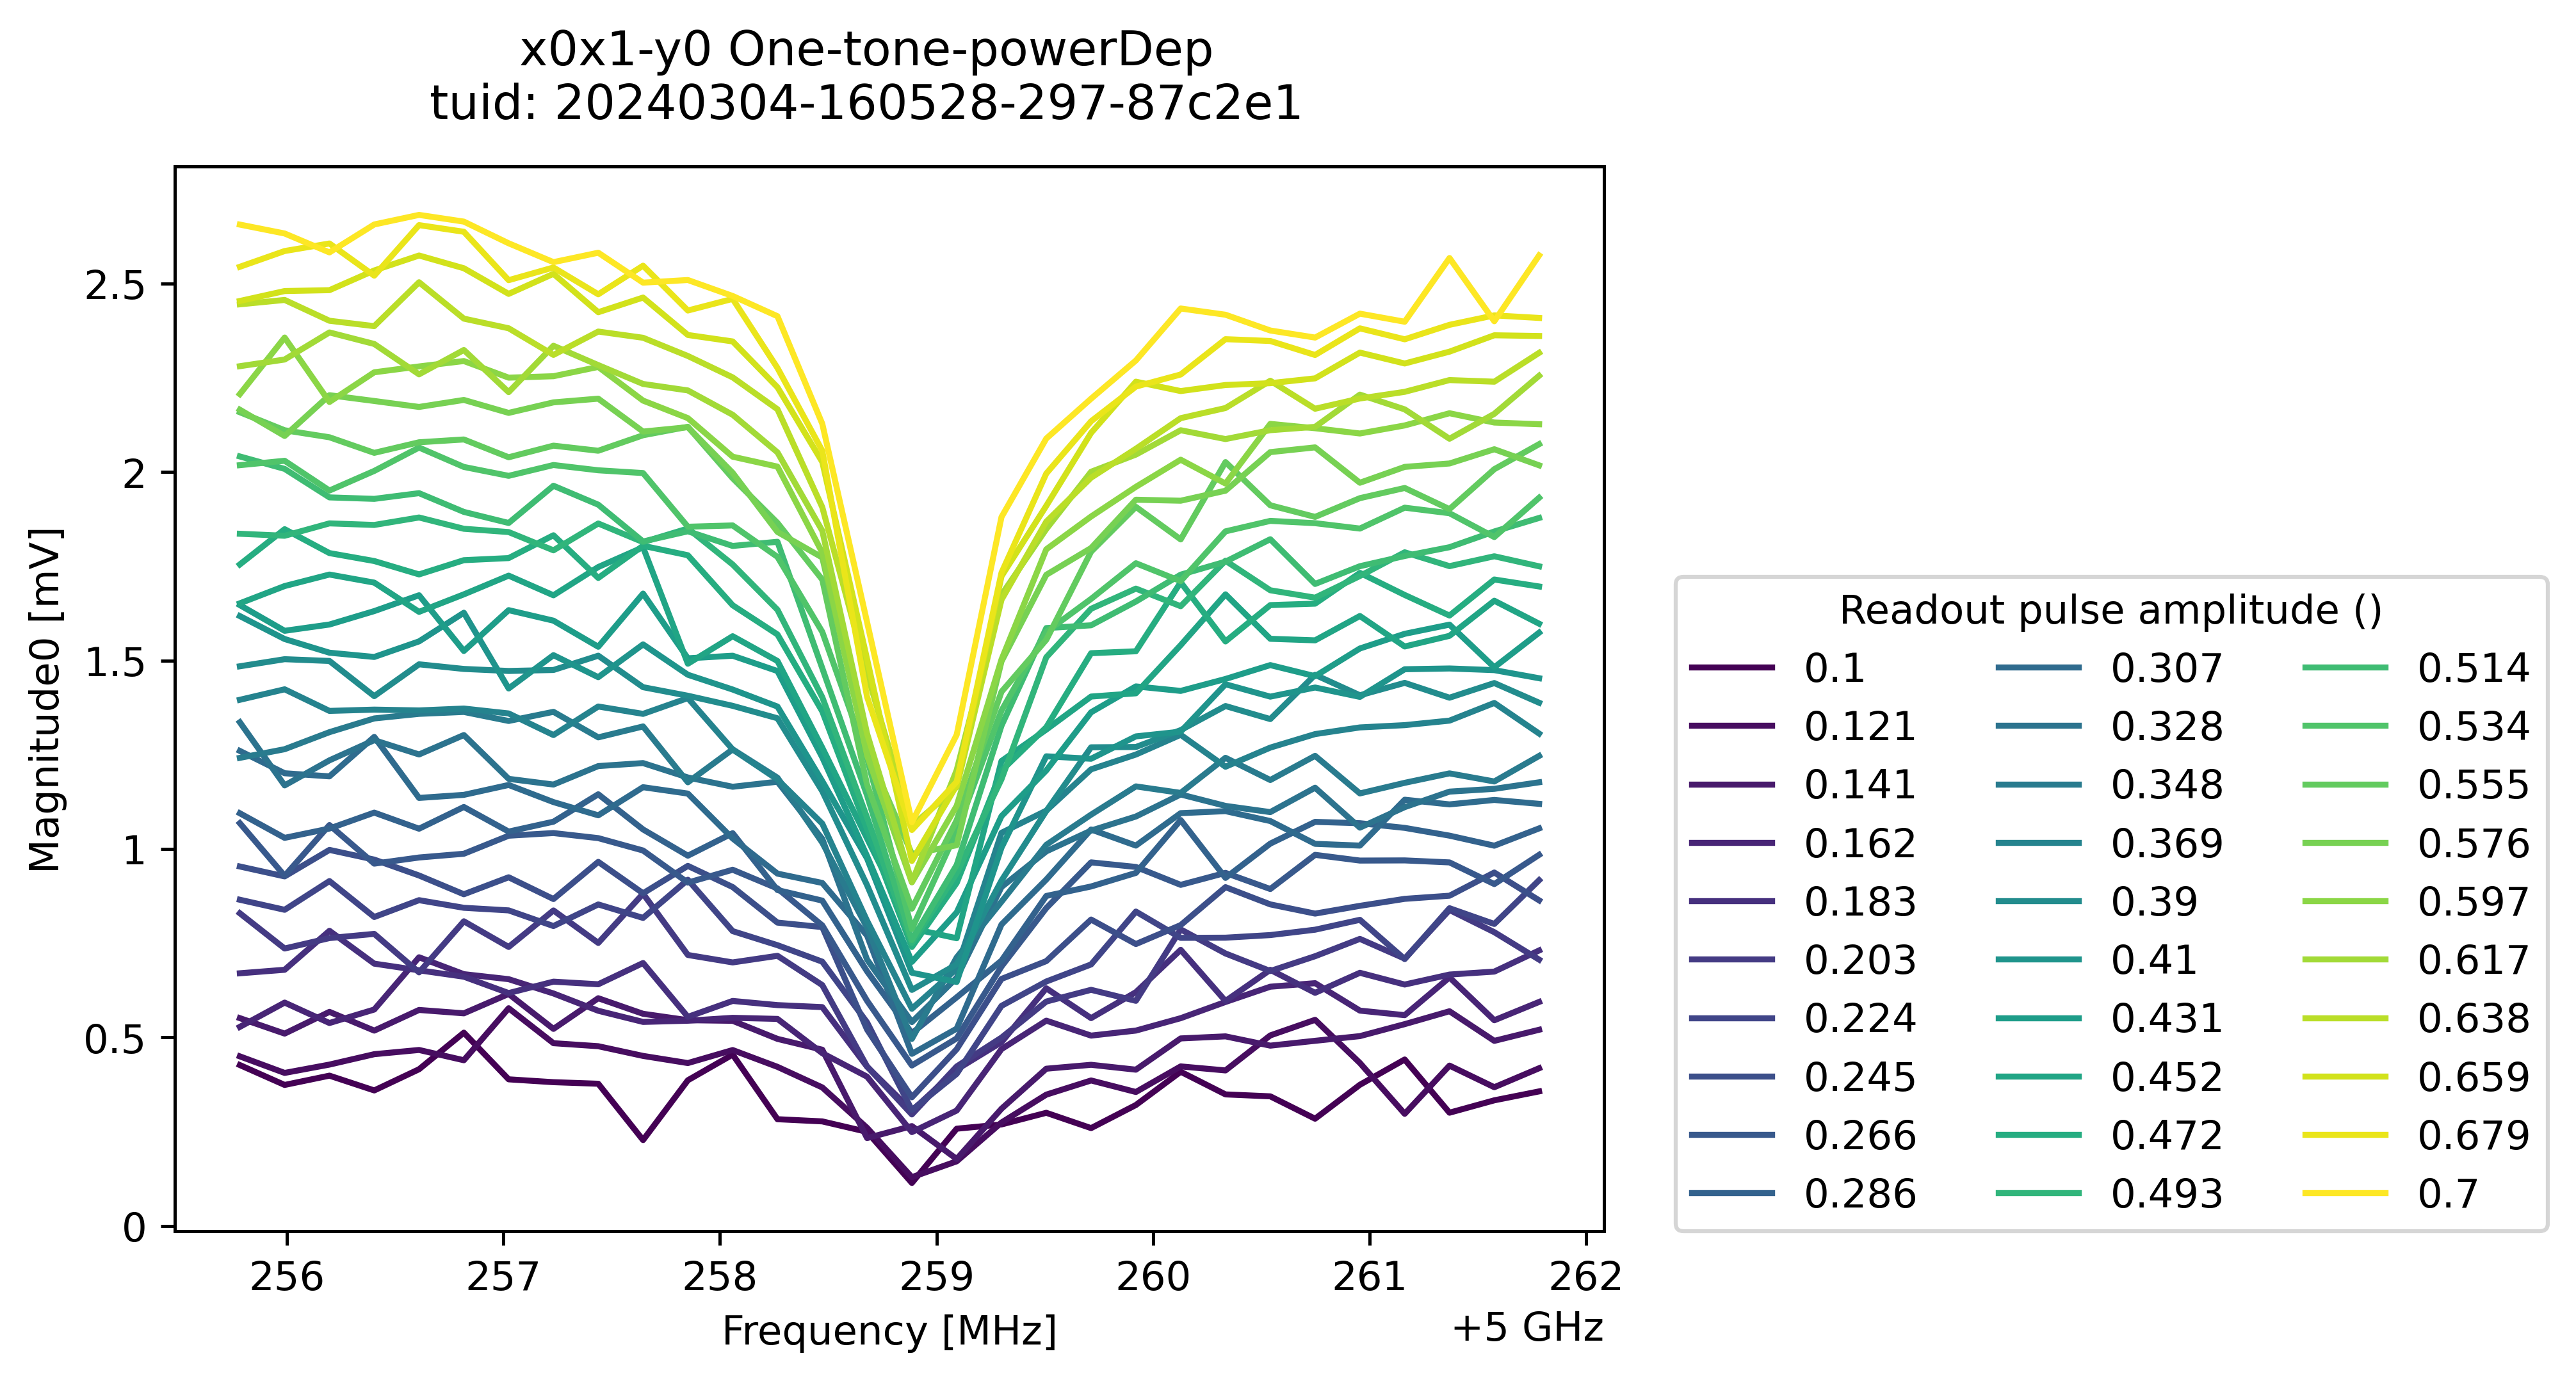 x0x1-y0 One-tone-powerDep
tuid: 20240304-160528-297-87c2e1
Magnitude0 [mV]
2.5
2
1.5
1
0.5
0
256 257 258 259 260 261 262
Frequency [MHz]
+5 GHz
Readout pulse amplitude ()
0.1 0.307 0.514
0.121 0.328 0.534
0.141 0.348 0.555
0.162 0.369 0.576
0.183 0.39 0.597
0.203 0.41 0.617
0.224 0.431 0.638
0.245 0.452 0.659
0.266 0.472 0.679
0.286 0.493 0.7